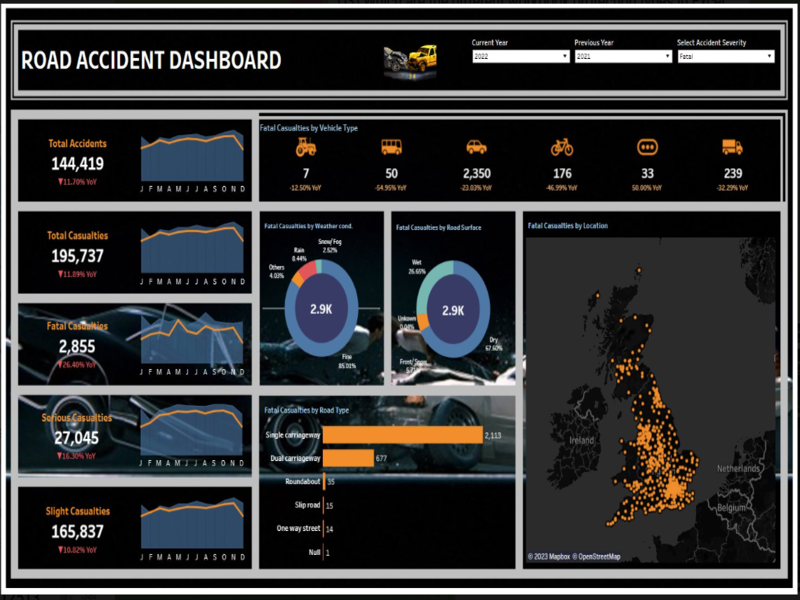 ROAD ACCIDENT DASHBOARD
Current Year
2022
Previous Year
2021
Select Accident Severity
Fatal
Total Accidents
144,419
▼11.70% YoY
J F M A M J J A S O N D
Total Casualties
195,737
▼11.89% YoY
J F M A M J J A S O N D
Fatal Casualties
2,855
▼26.40% YoY
J F M A M J J A S O N D
Serious Casualties
27,045
▼16.30% YoY
J F M A M J J A S O N D
Slight Casualties
165,837
▼10.82% YoY
J F M A M J J A S O N D
Fatal Casualties by Vehicle Type
7
-12.50% YoY
50
-54.95% YoY
2,350
-23.03% YoY
176
-46.99% YoY
33
50.00% YoY
239
-32.29% YoY
Fatal Casualties by Weather cond.
Snow/Fog
2.52%
Rain
8.44%
Others
4.03%
2.9K
Fine
85.01%
Fatal Casualties by Road Surface
Wet
26.65%
2.9K
Unkown
0.04%
Dry
67.60%
Fatal Casualties by Road Type
Single carriageway
2,113
Dual carriageway
677
Roundabout
35
Slip road
15
One way street
14
Null
1
Fatal Casualties by Location
Ireland
Netherlands
Belgium
© 2023 Mapbox © OpenStreetMap